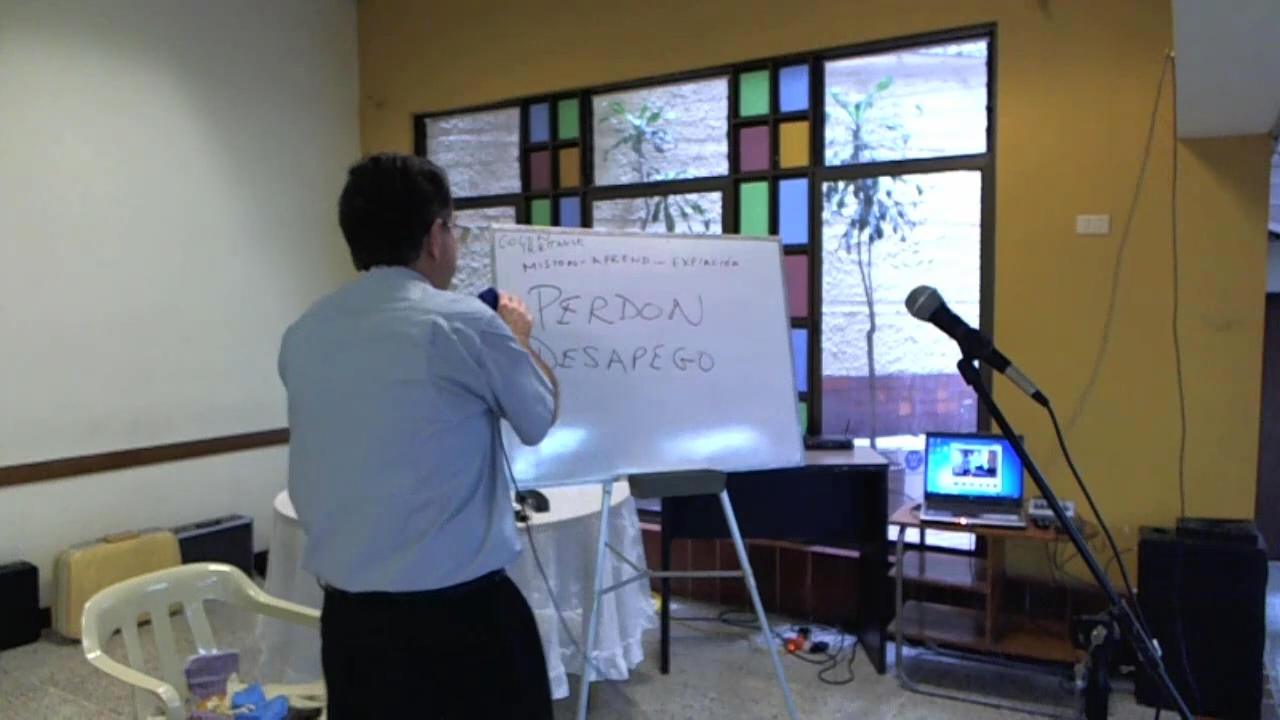 MISION - APREND - EXPIACIÓN
PERDON
DESAPEGO